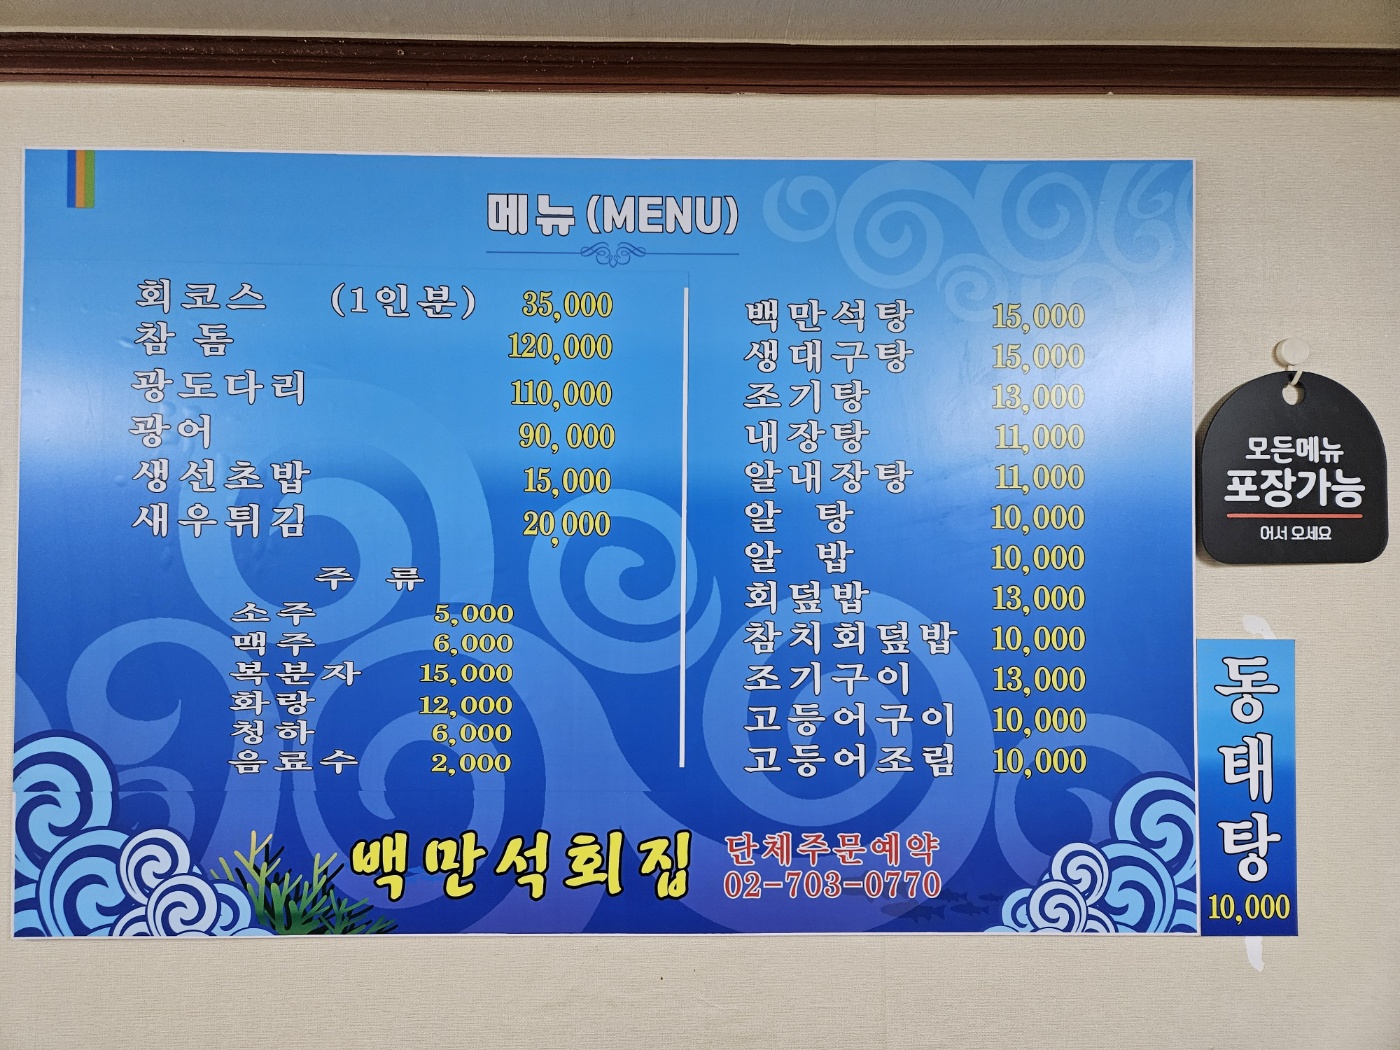 메뉴(MENU)
회코스 (1인분) 35,000
참 돔 120,000
광도다리 110,000
광어 90,000
생선초밥 15,000
새우튀김 20,000
주 류
소주 5,000
맥주 6,000
복분자 15,000
화랑 12,000
청하 6,000
음료수 2,000
백만석탕 15,000
생대구탕 15,000
조기탕 13,000
내장탕 11,000
알내장탕 11,000
알 탕 10,000
알 밥 10,000
회덮밥 13,000
참치회덮밥 10,000
조기구이 13,000
고등어구이 10,000
고등어조림 10,000
백만석회집
단체주문예약
02-703-0770
모든메뉴
포장가능
어서 오세요
동태탕
10,000